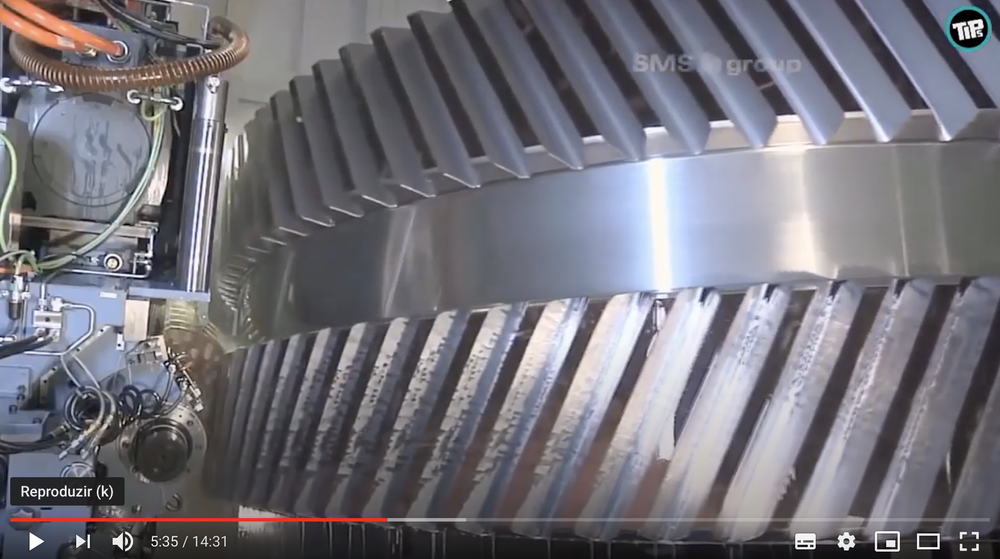 TiPs
SMS group
Reproduzir (k)
5:35 / 14:31